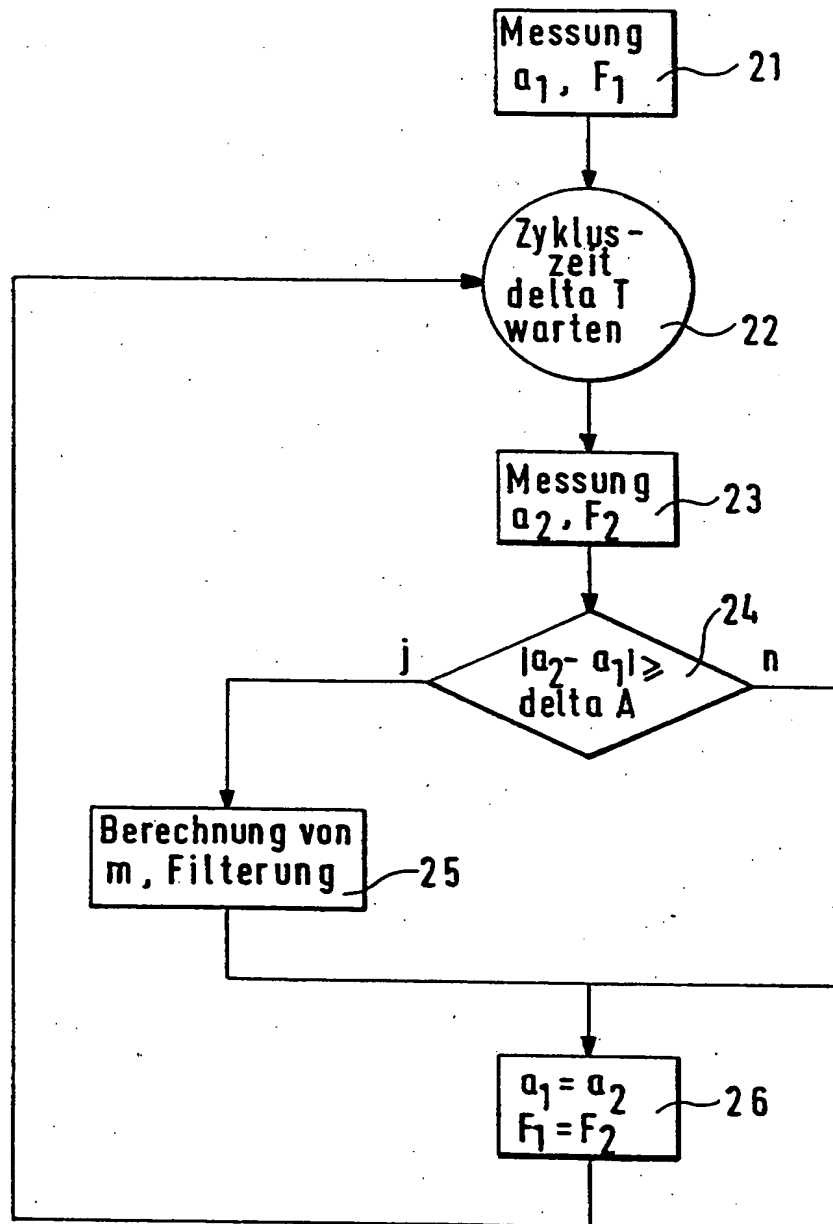 Messung
a₁, F₁
21
Zyklus-
zeit
delta T
warten
22
Messung
a₂, F₂
23
24
j
|a₂- a₁| ≥
delta A
n
Berechnung von
m, Filterung
25
a₁ = a₂
F₁ = F₂
26